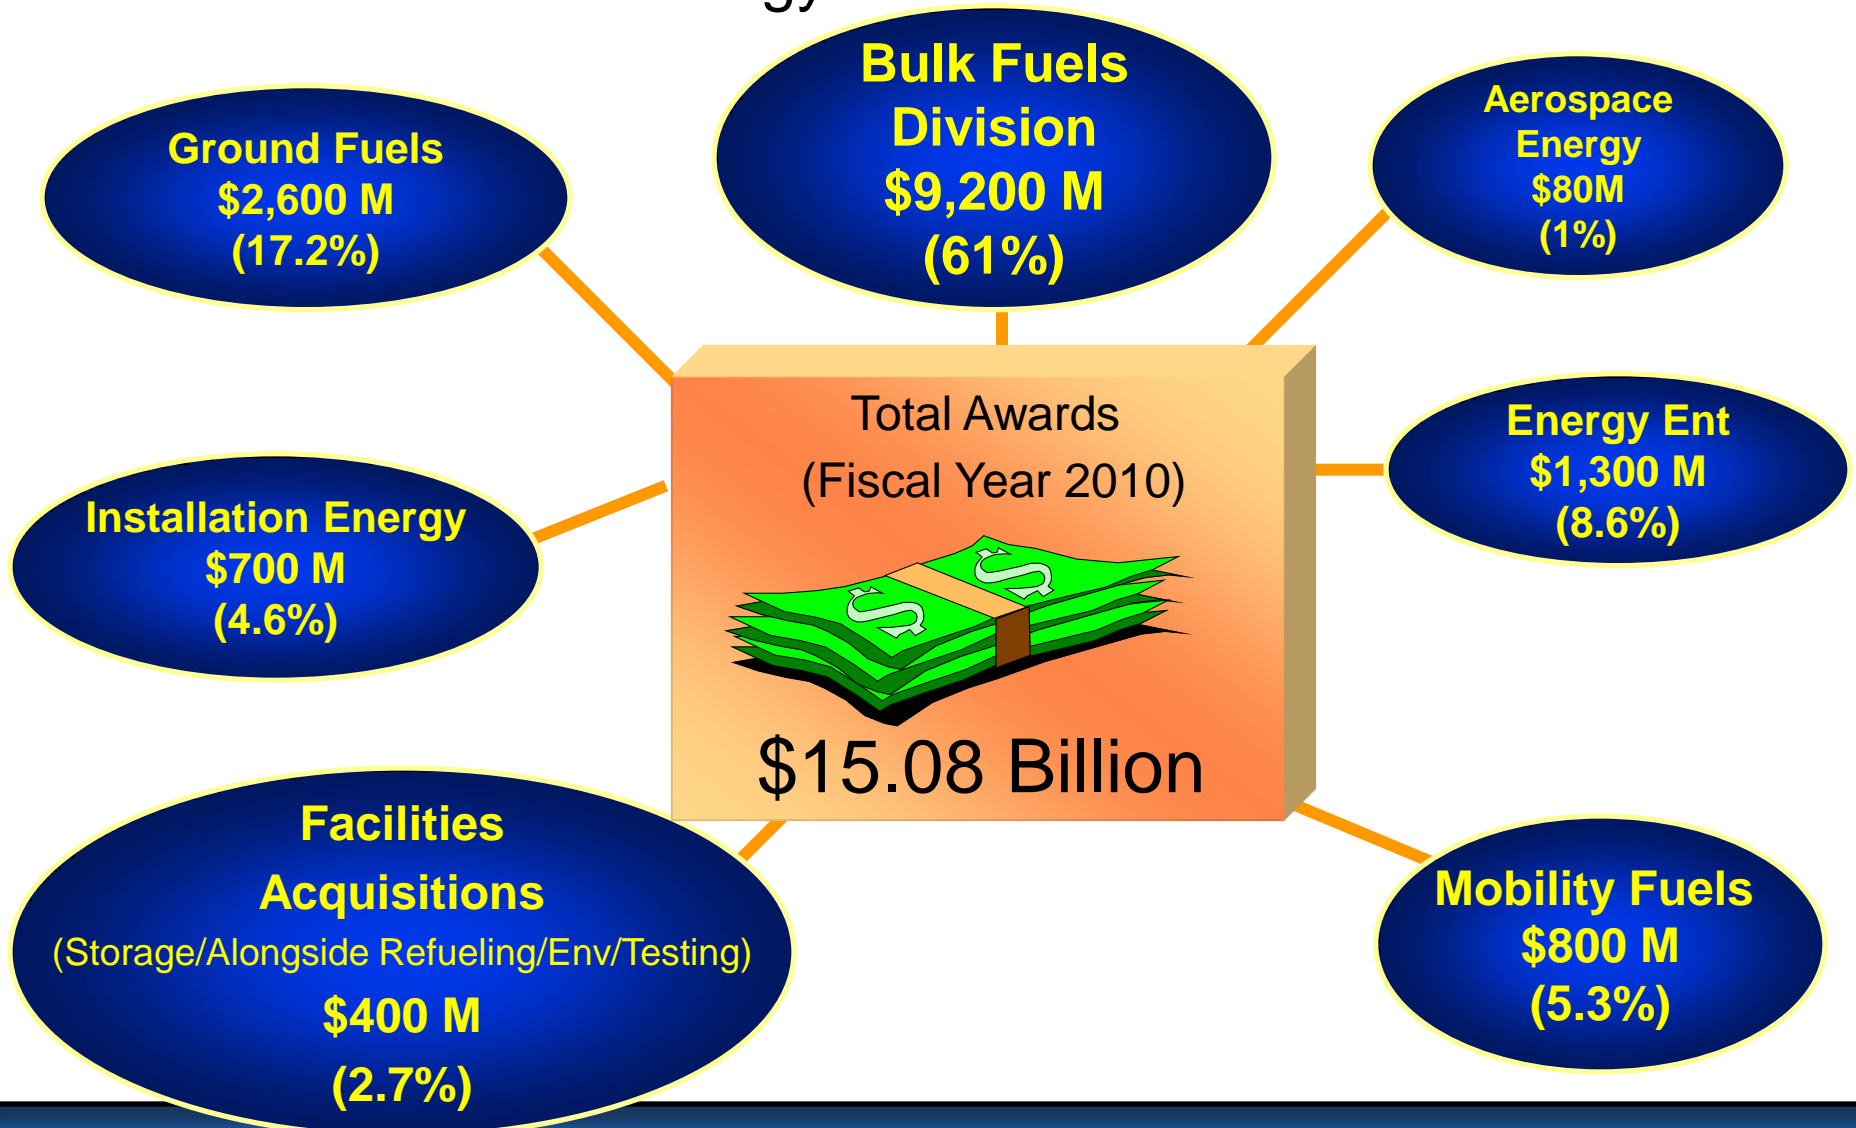 Bulk Fuels
Division
$9,200 M
(61%)
Aerospace
Energy
$80M
(1%)
Ground Fuels
$2,600 M
(17.2%)
Total Awards
(Fiscal Year 2010)
$15.08 Billion
Energy Ent
$1,300 M
(8.6%)
Installation Energy
$700 M
(4.6%)
Facilities
Acquisitions
(Storage/Alongside Refueling/Env/Testing)
$400 M
(2.7%)
Mobility Fuels
$800 M
(5.3%)